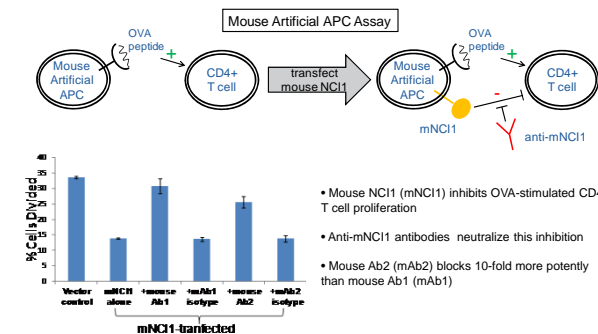 Mouse Artificial APC Assay
OVA
peptide
+
Mouse
Artificial
APC
CD4+
T cell
transfect
mouse NCI1
OVA
peptide
+
Mouse
Artificial
APC
CD4+
T cell
-
mNCI1
anti-mNCI1
% Cells Divided
40
35
30
25
20
15
10
5
0
Vector
control
mNCI1
alone
+mouse
Ab1
+mAb1
isotype
+mouse
Ab2
+mAb2
isotype
mNCI1-tranfected
• Mouse NCI1 (mNCI1) inhibits OVA-stimulated CD4
T cell proliferation
• Anti-mNCI1 antibodies neutralize this inhibition
• Mouse Ab2 (mAb2) blocks 10-fold more potently
than mouse Ab1 (mAb1)